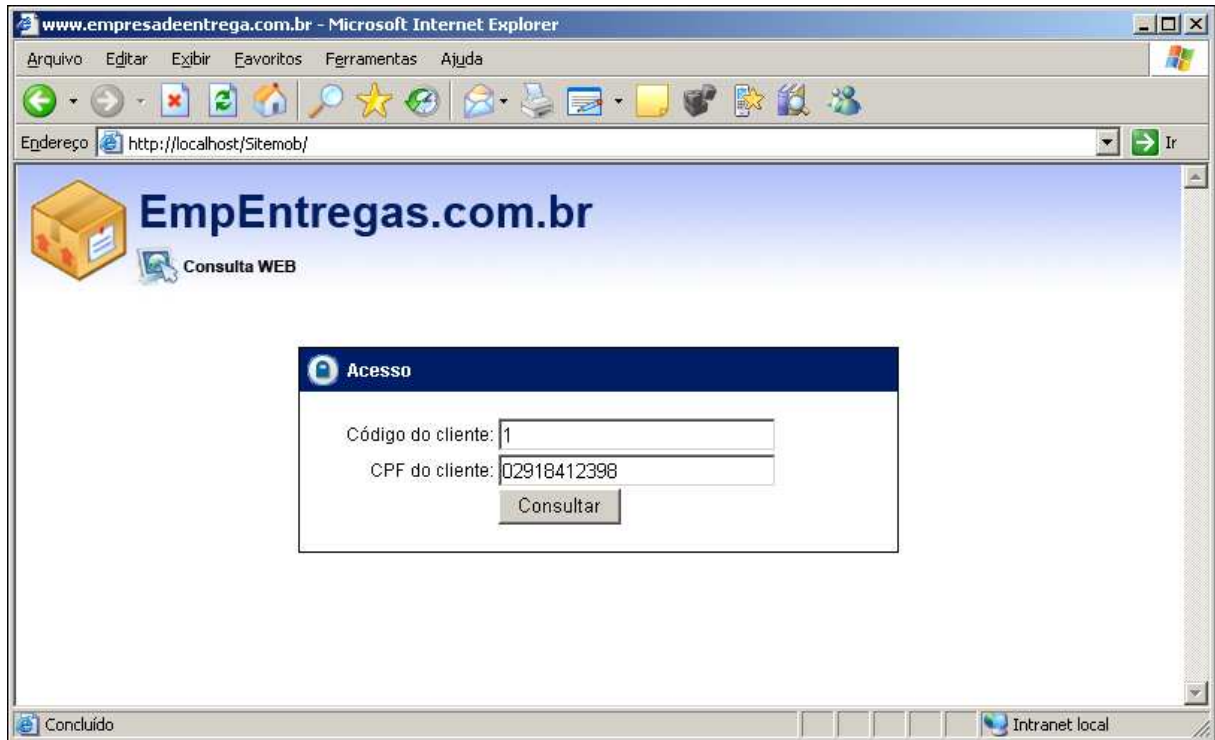 www.empresadeentrega.com.br - Microsoft Internet Explorer
Arquivo Editar Exibir Favoritos Ferramentas Ajuda
Endereço http://localhost/Sitemob/ Ir
EmpEntregas.com.br
Consulta WEB
Acesso
Código do cliente: 1
CPF do cliente: 02918412398
Consultar
Concluído Intranet local